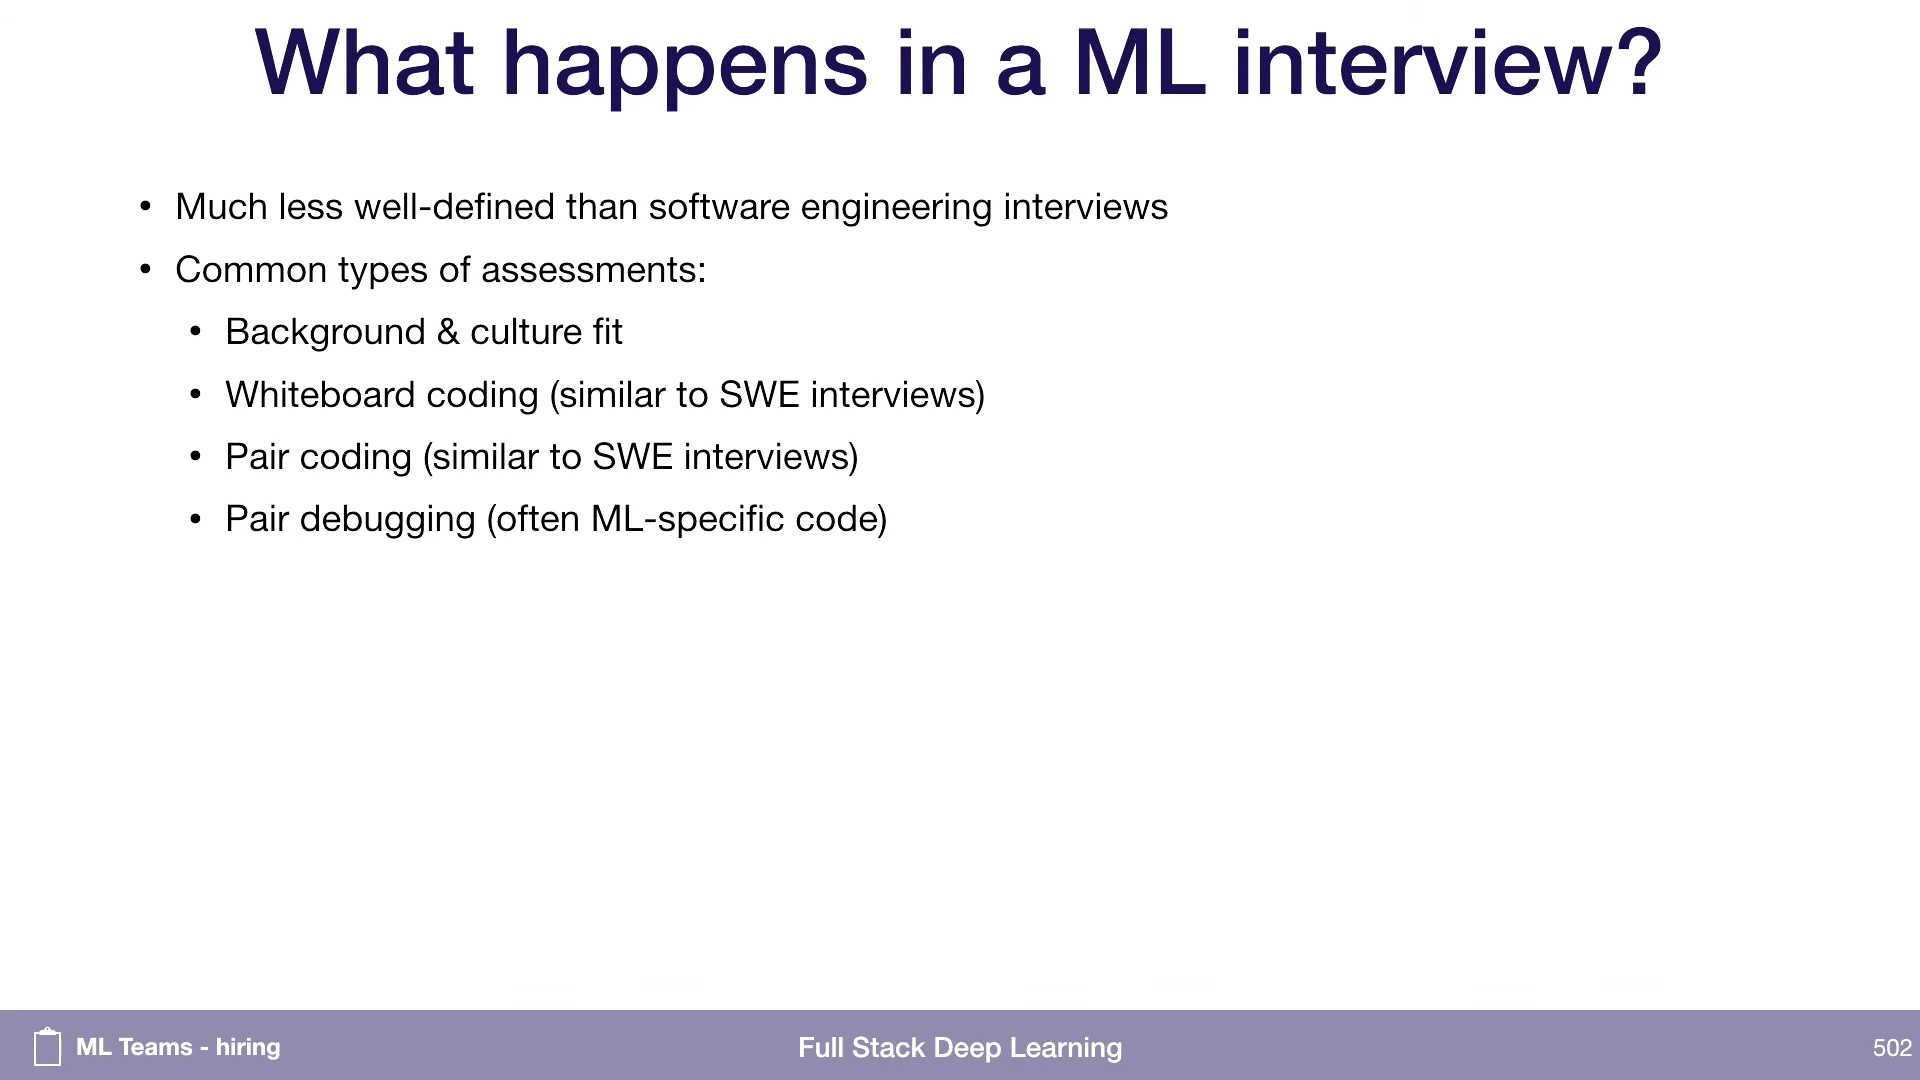 What happens in a ML interview?
• Much less well-defined than software engineering interviews
• Common types of assessments:
• Background & culture fit
• Whiteboard coding (similar to SWE interviews)
• Pair coding (similar to SWE interviews)
• Pair debugging (often ML-specific code)
ML Teams - hiring
Full Stack Deep Learning
502